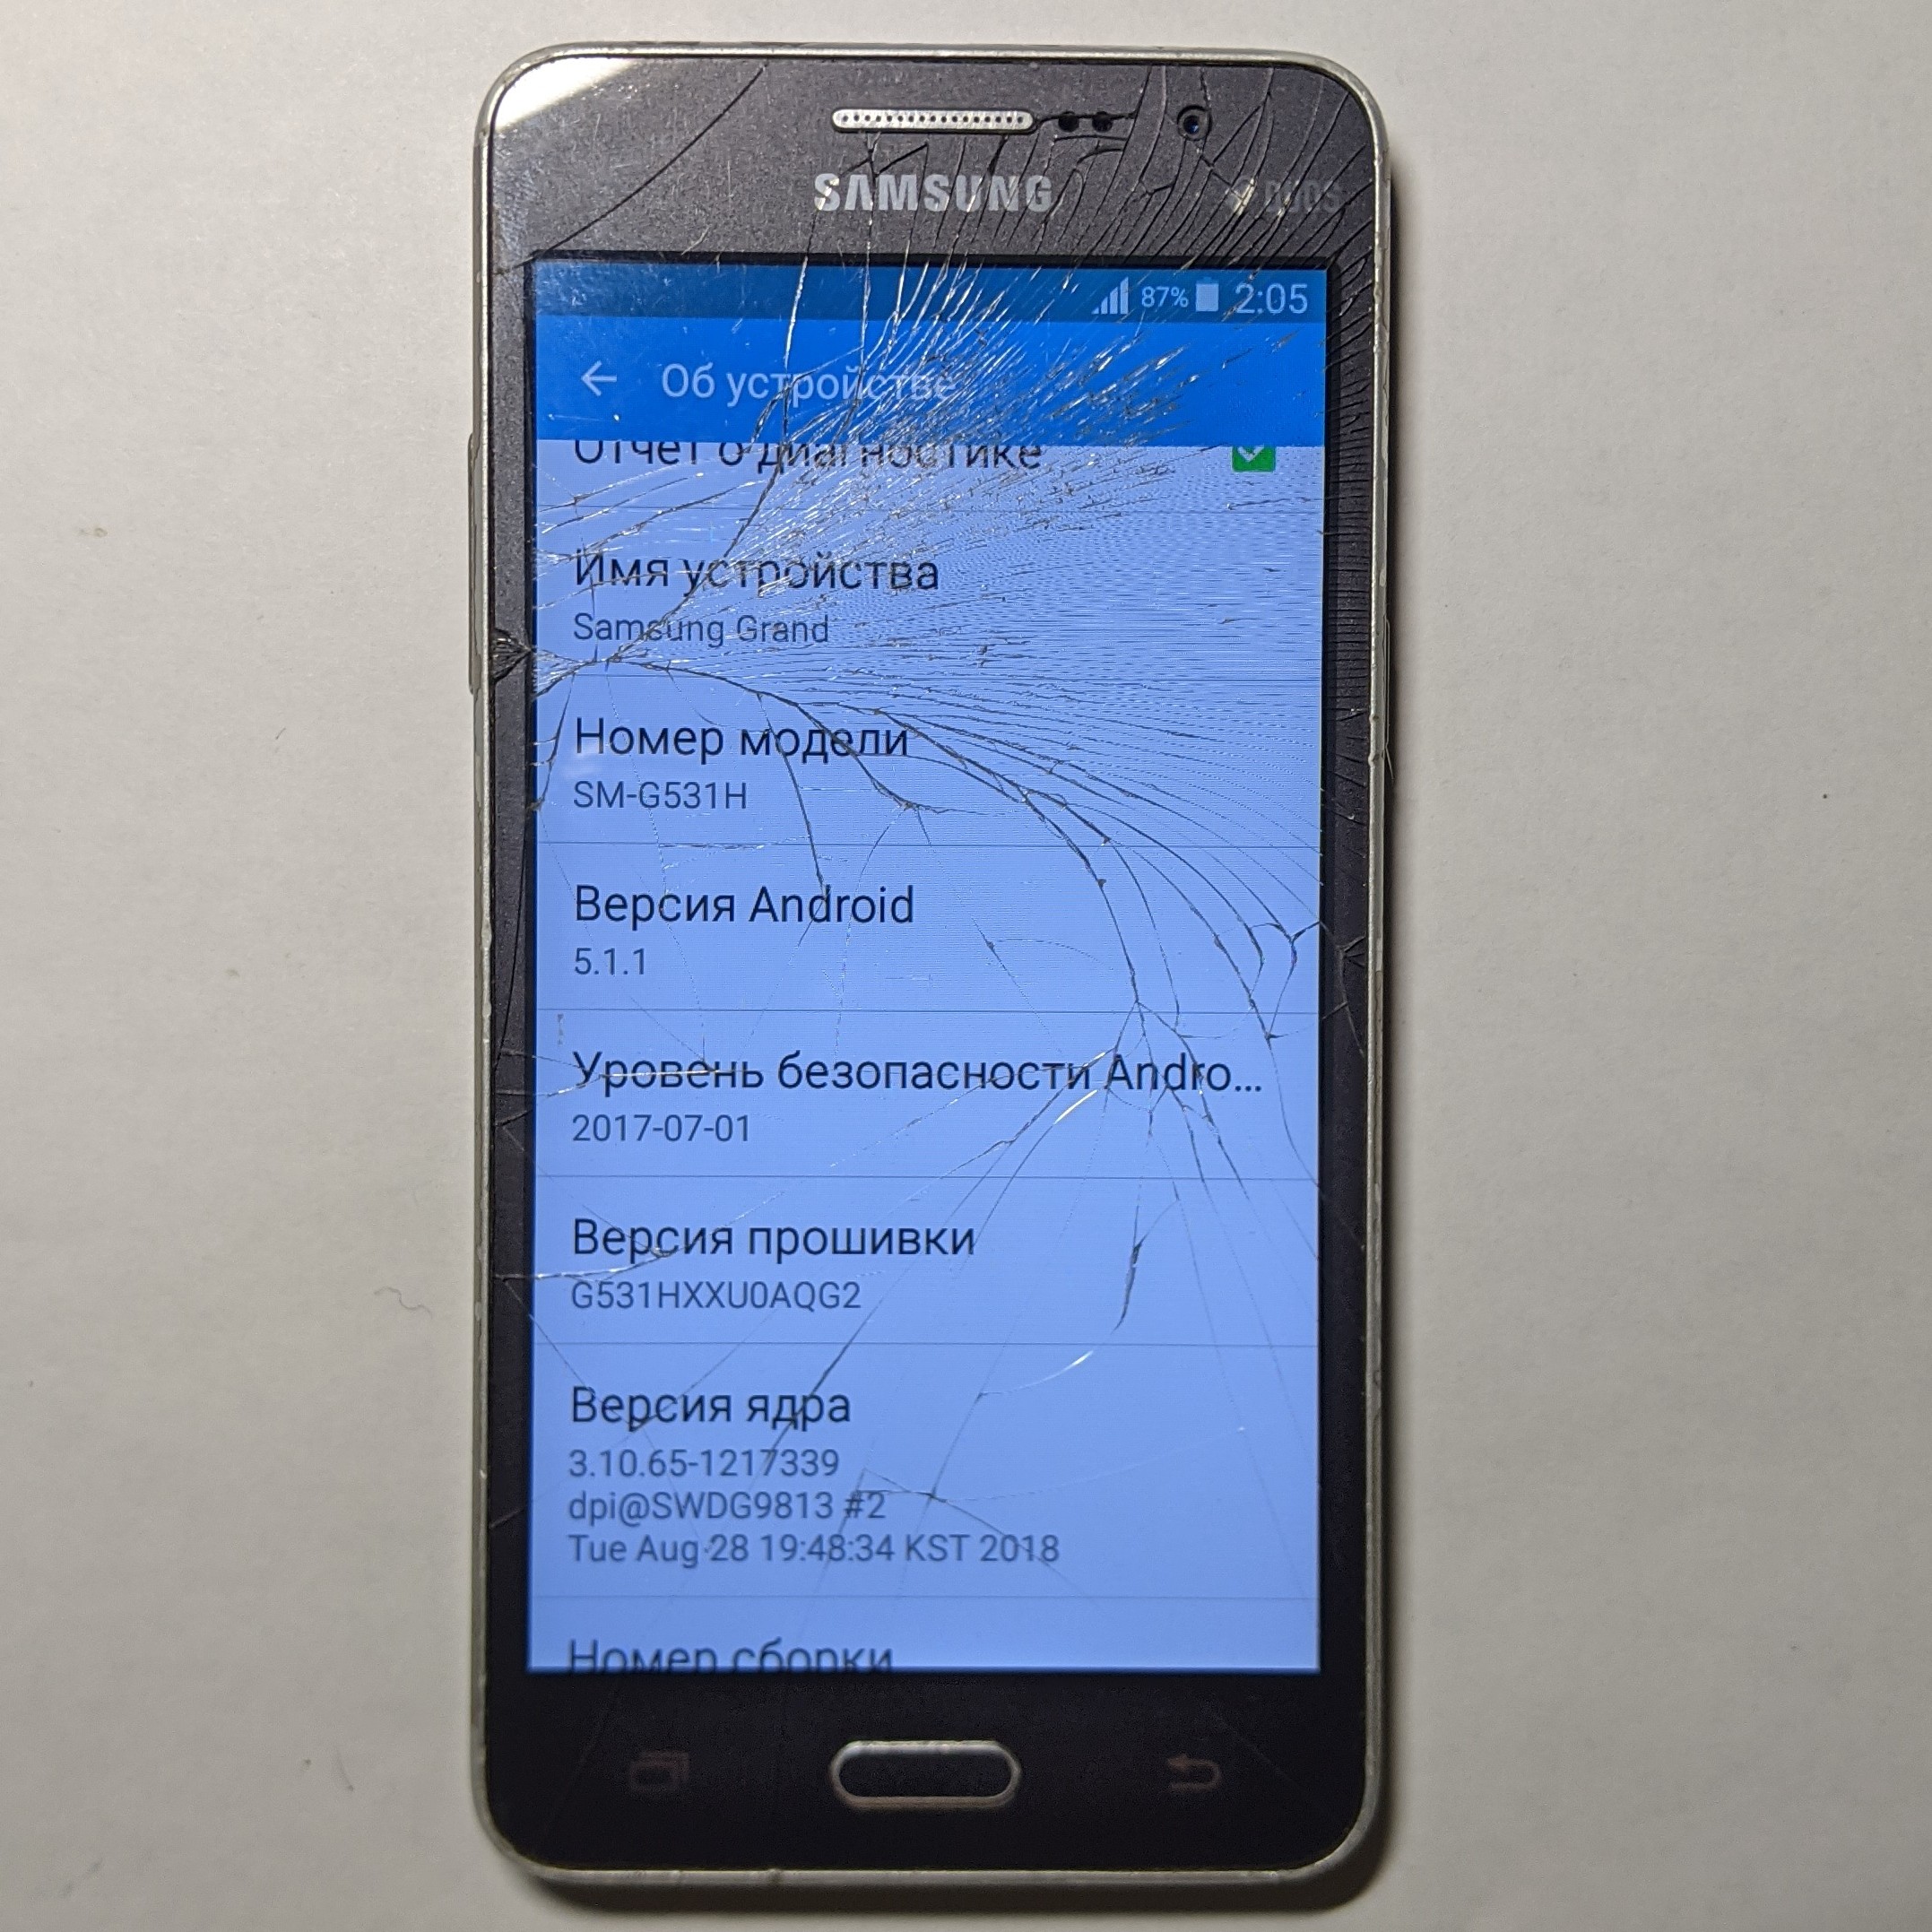 SAMSUNG
DUOS
87% 2:05
Об устройстве
Отчет о диагностике
Имя устройства
Samsung Grand
Номер модели
SM-G531H
Версия Android
5.1.1
Уровень безопасности Andro...
2017-07-01
Версия прошивки
G531HXXU0AQG2
Версия ядра
3.10.65-1217339
dpi@SWDG9813 #2
Tue Aug 28 19:48:34 KST 2018
Номер сборки